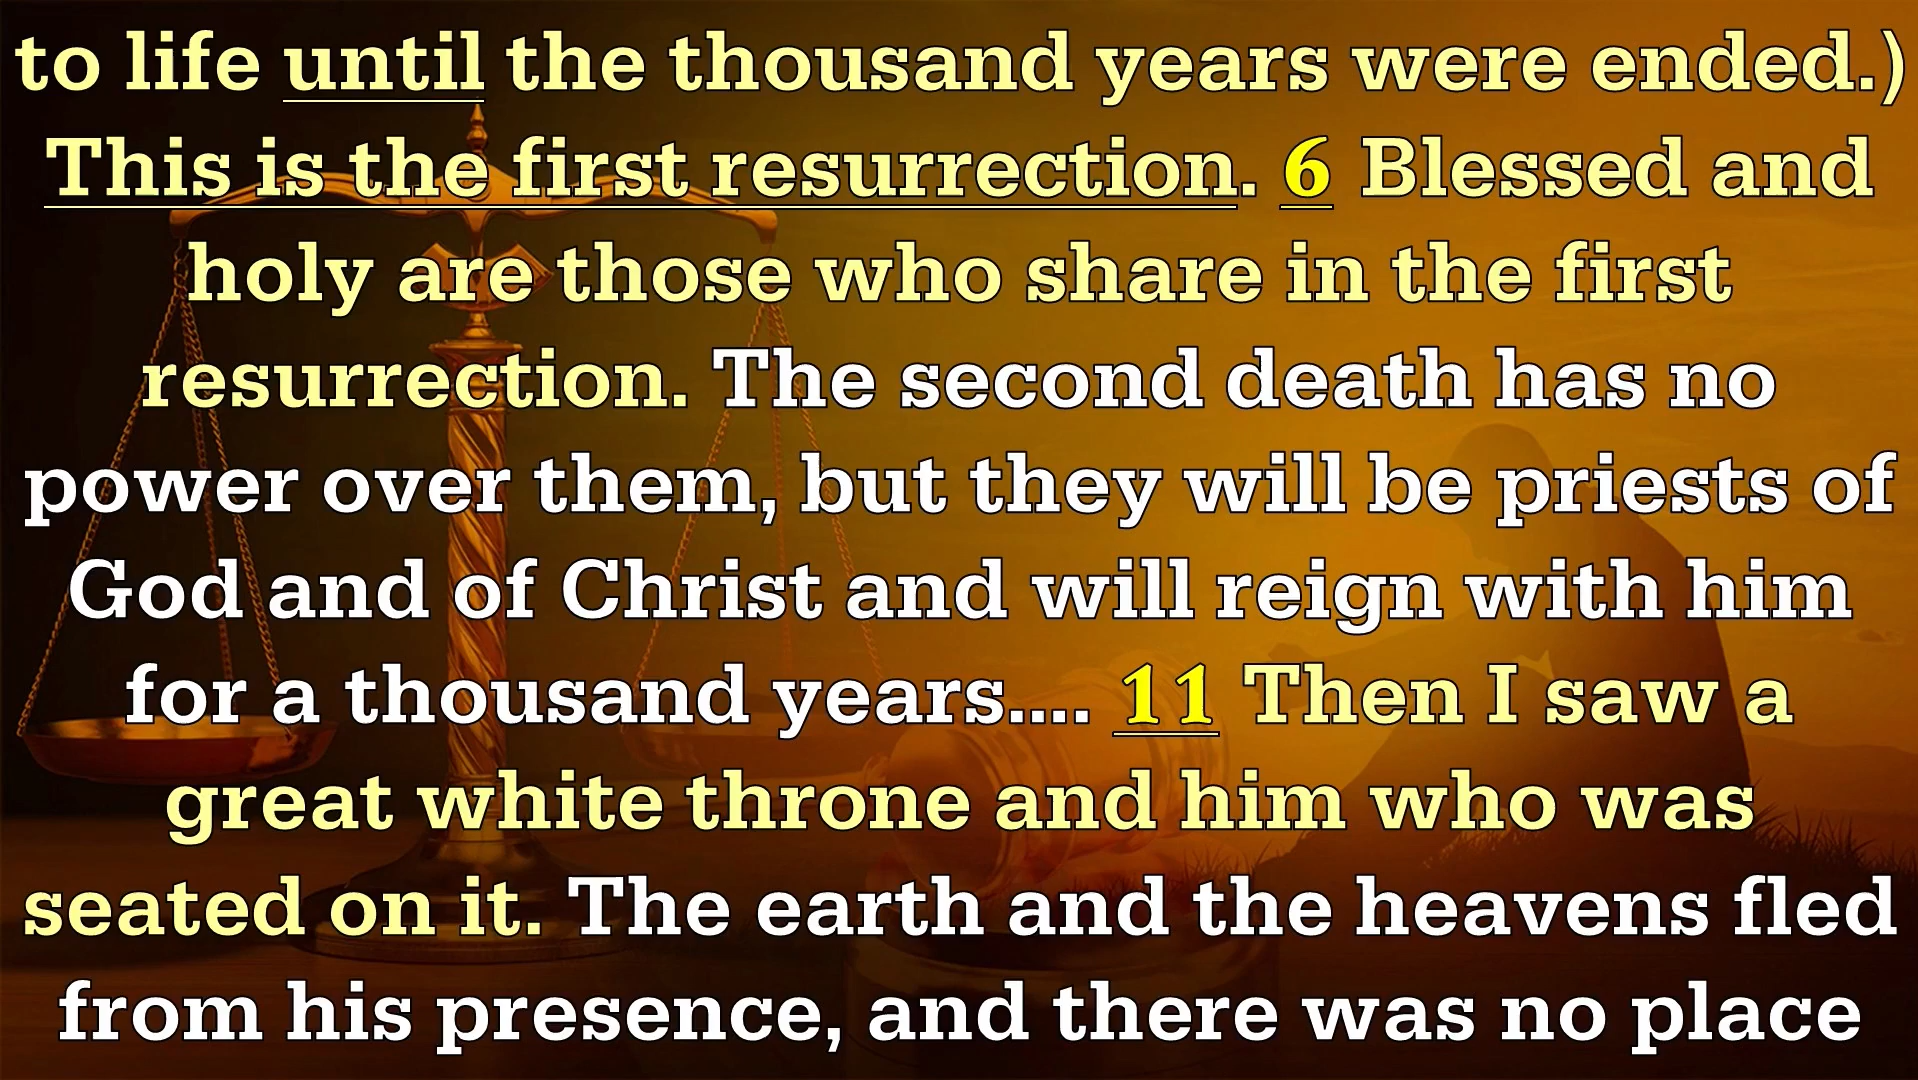 to life until the thousand years were ended.)
This is the first resurrection. 6 Blessed and
holy are those who share in the first
resurrection. The second death has no
power over them, but they will be priests of
God and of Christ and will reign with him
for a thousand years.... 11 Then I saw a
great white throne and him who was
seated on it. The earth and the heavens fled
from his presence, and there was no place